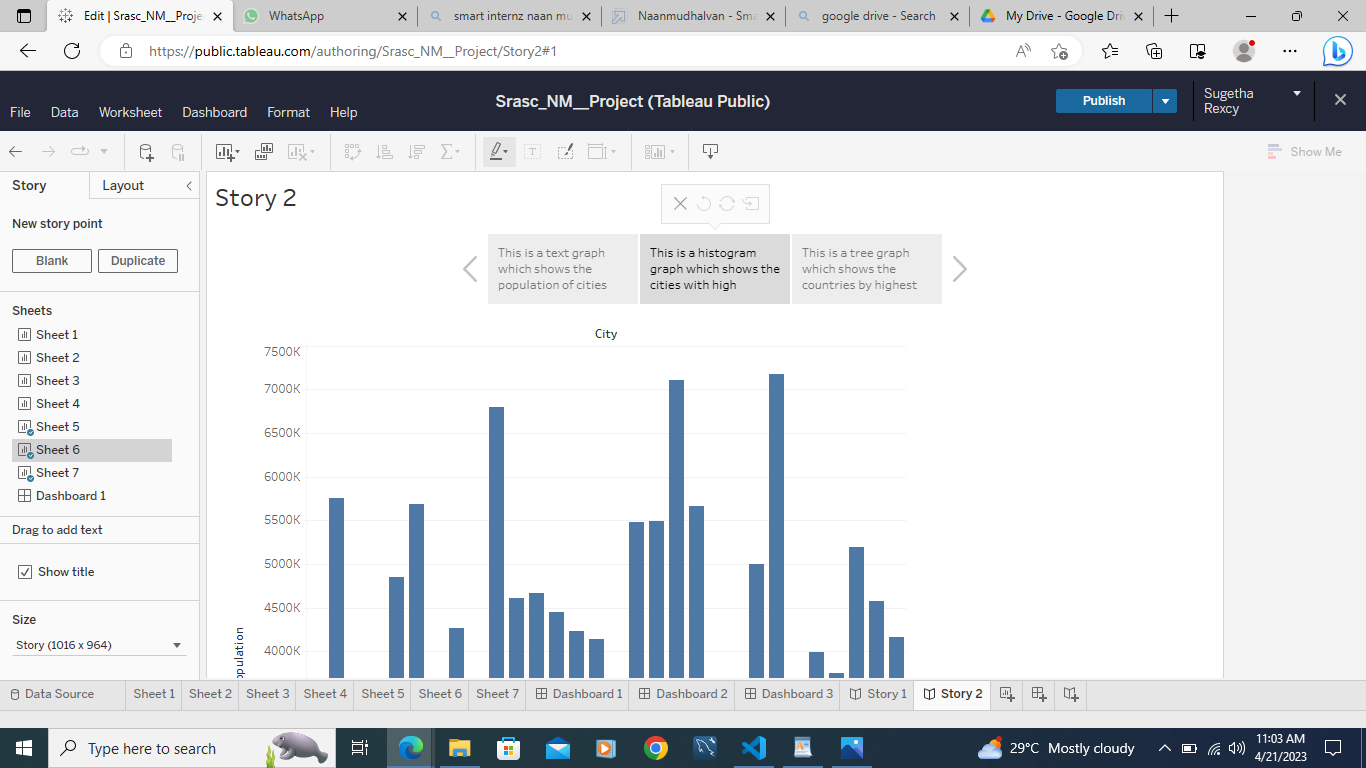 Edit | Srasc_NM__Proje
WhatsApp
smart internz naan mu
Naanmudhalvan - Sma
google drive - Search
My Drive - Google Dri
https://public.tableau.com/authoring/Srasc_NM__Project/Story2#1
File Data Worksheet Dashboard Format Help
Srasc_NM__Project (Tableau Public)
Publish
Sugetha
Rexcy
Show Me
Story Layout
New story point
Blank Duplicate
Sheets
Sheet 1
Sheet 2
Sheet 3
Sheet 4
Sheet 5
Sheet 6
Sheet 7
Dashboard 1
Drag to add text
Show title
Size
Story (1016 x 964)
Story 2
This is a text graph
which shows the
population of cities
This is a histogram
graph which shows the
cities with high
This is a tree graph
which shows the
countries by highest
City
7500K
7000K
6500K
6000K
5500K
5000K
4500K
4000K
opulation
Data Source Sheet 1 Sheet 2 Sheet 3 Sheet 4 Sheet 5 Sheet 6 Sheet 7 Dashboard 1 Dashboard 2 Dashboard 3 Story 1 Story 2
Type here to search
29°C Mostly cloudy
11:03 AM
4/21/2023